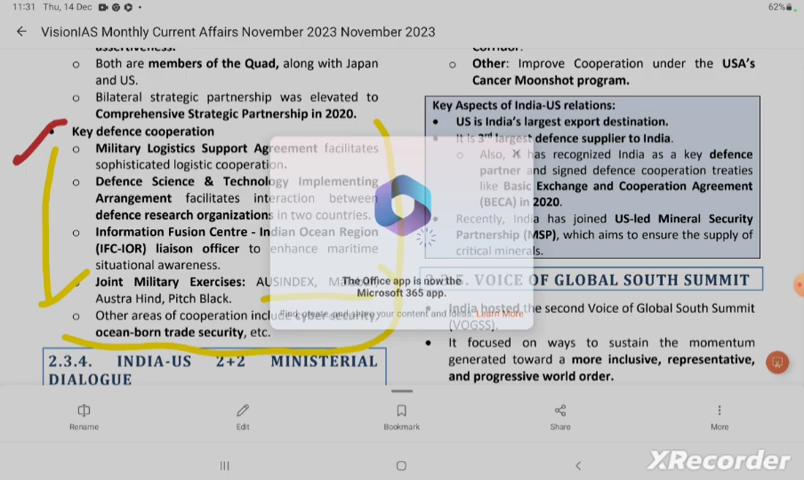 11:31 Thu, 14 Dec
62%
VisionIAS Monthly Current Affairs November 2023 November 2023
assertiveness.
o Both are members of the Quad, along with Japan
and US.
o Bilateral strategic partnership was elevated to
Comprehensive Strategic Partnership in 2020.
Key defence cooperation
o Military Logistics Support Agreement facilitates
sophisticated logistic cooperation.
o Defence Science & Technology Implementing
Arrangement facilitates interaction between
defence research organizations in two countries.
o Information Fusion Centre - Indian Ocean Region
(IFC-IOR) liaison officer to enhance maritime
situational awareness.
Joint Military Exercises: AUSINDEX,
Austra Hind, Pitch Black.
o Other areas of cooperation include cyber security,
ocean-born trade security, etc.
2.3.4. INDIA-US 2+2 MINISTERIAL
DIALOGUE
Corridor.
o Other: Improve Cooperation under the USA's
Cancer Moonshot program.
Key Aspects of India-US relations:
• US is India's largest export destination.
• It is 3rd largest defence supplier to India.
o Also, has recognized India as a key defence
partner and signed defence cooperation treaties
like Basic Exchange and Cooperation Agreement
(BECA) in 2020.
• Recently, India has joined US-led Mineral Security
Partnership (MSP), which aims to ensure the supply of
critical minerals.
VOICE OF GLOBAL SOUTH SUMMIT
• India hosted the second Voice of Global South Summit
(VOGSS).
• It focused on ways to sustain the momentum
generated toward a more inclusive, representative,
and progressive world order.
The Office app is now the
Microsoft 365 app.
Find, create, and share your content and ideas. Learn More
Rename
Edit
Bookmark
Share
More
XRecorder